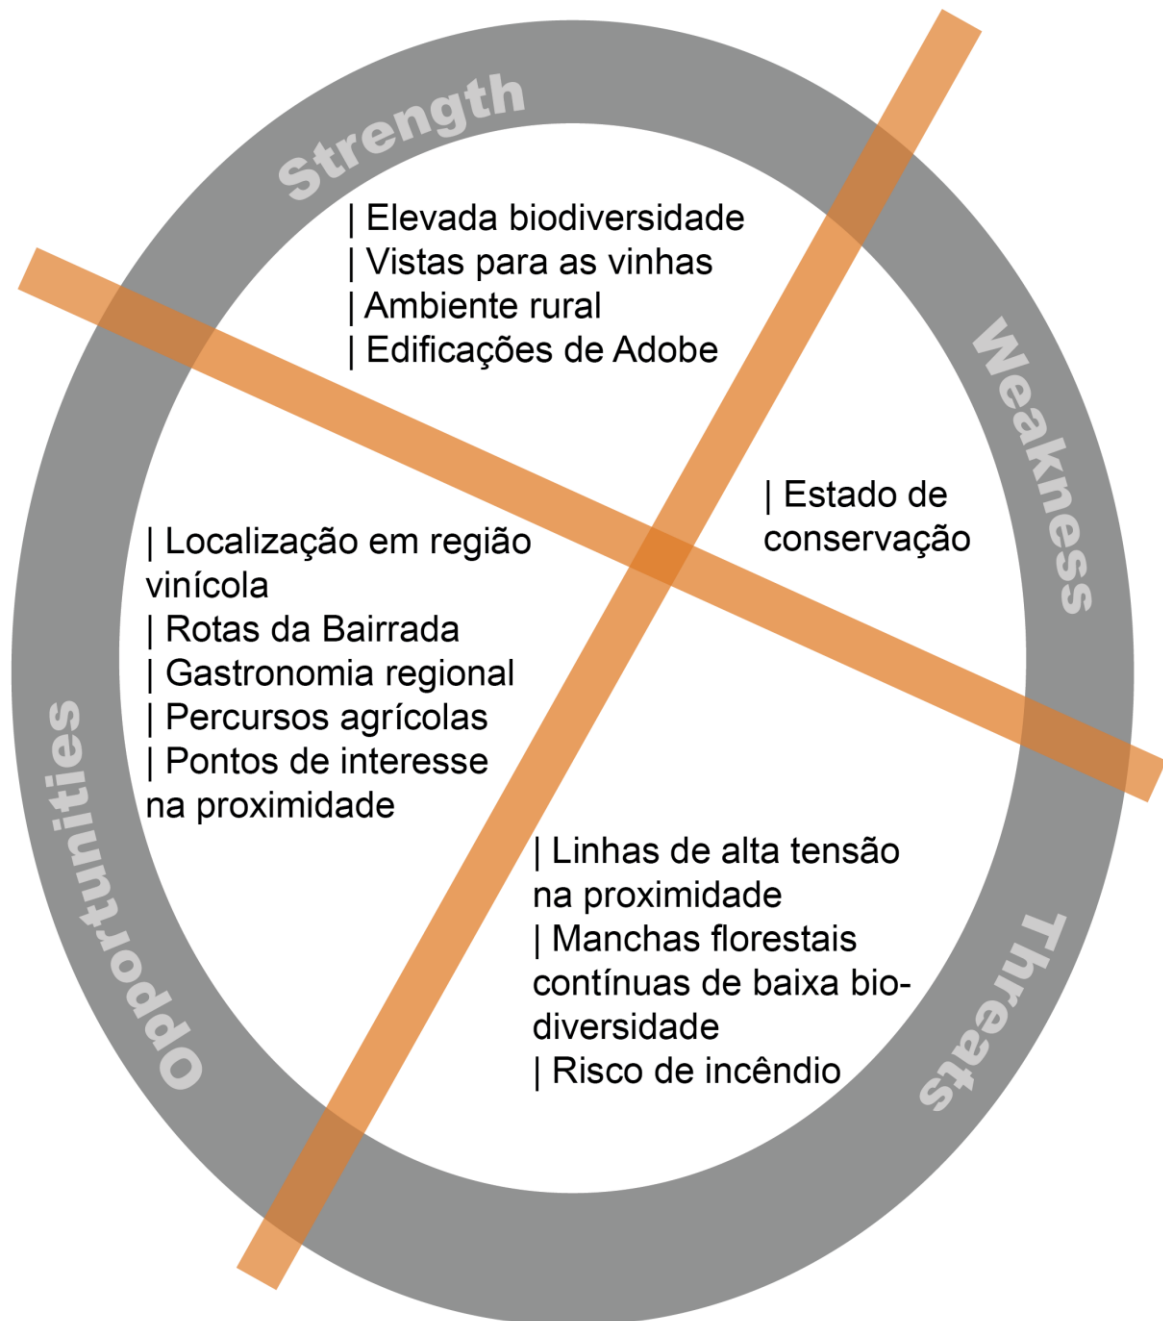 Strength
| Elevada biodiversidade
| Vistas para as vinhas
| Ambiente rural
| Edificações de Adobe
Weakness
| Estado de
conservação
Opportunities
| Localização em região
vinícola
| Rotas da Bairrada
| Gastronomia regional
| Percursos agrícolas
| Pontos de interesse
na proximidade
Threats
| Linhas de alta tensão
na proximidade
| Manchas florestais
contínuas de baixa bio-
diversidade
| Risco de incêndio